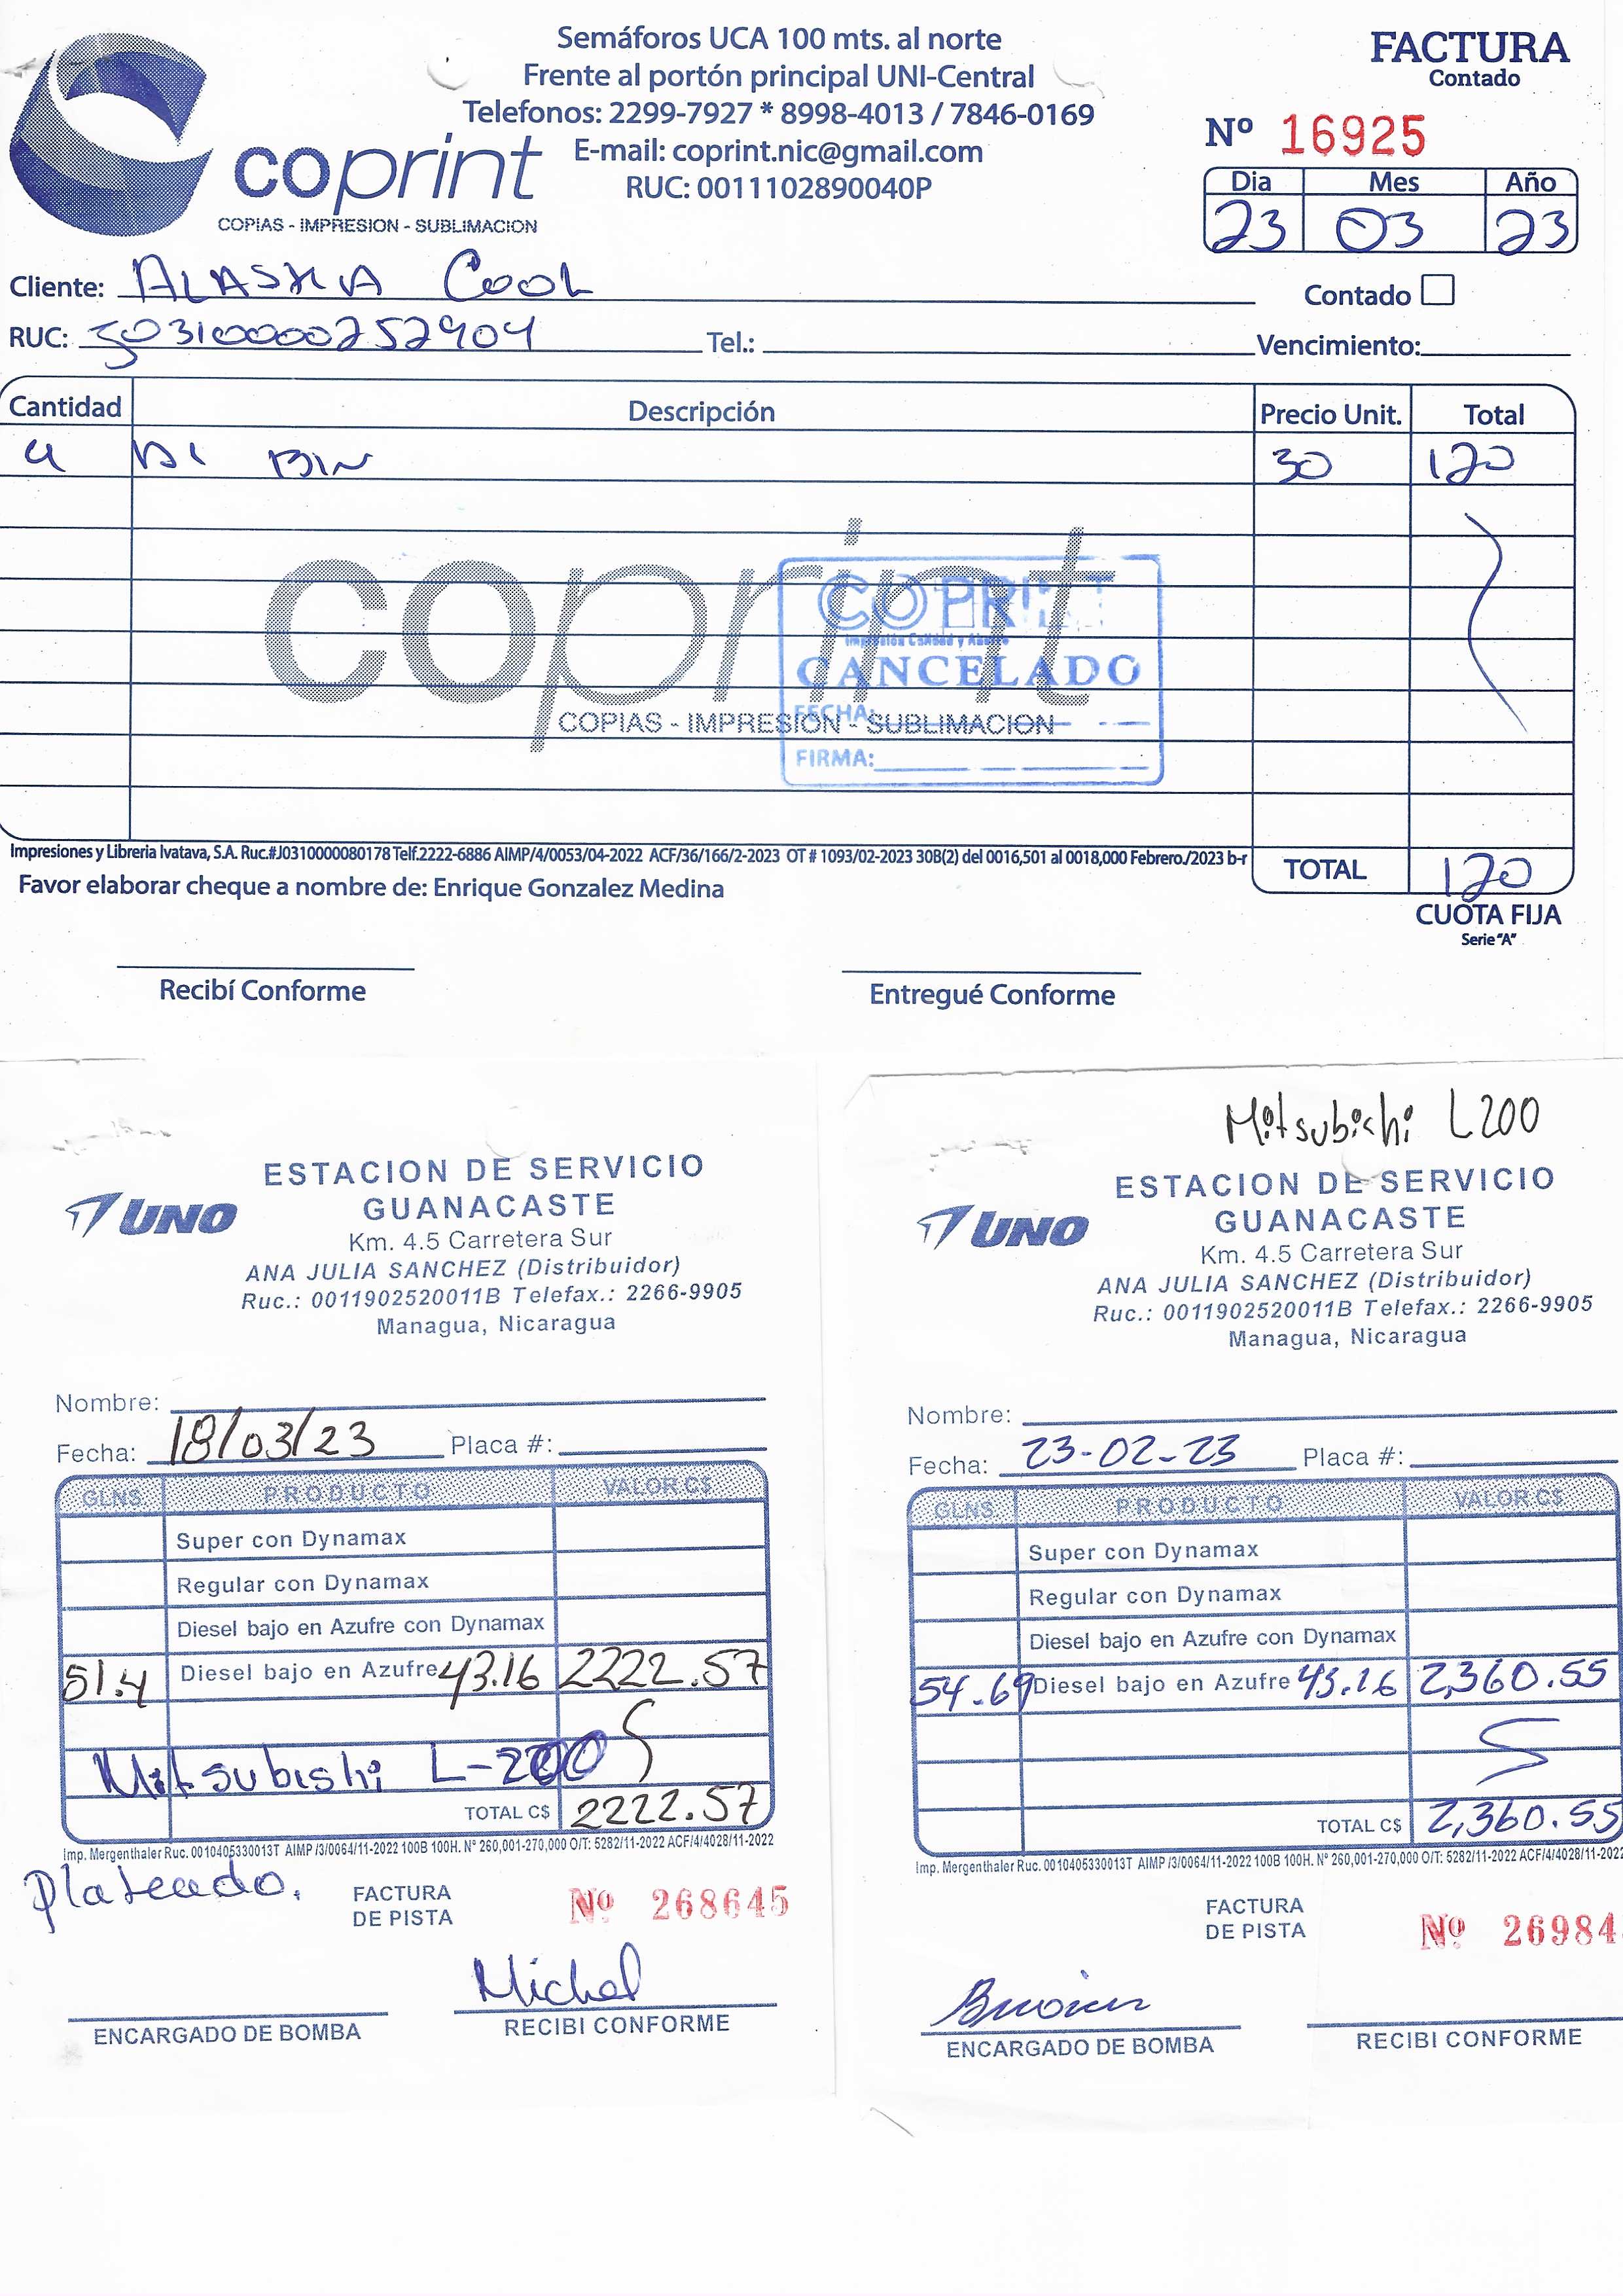 Semáforos UCA 100 mts. al norte
Frente al portón principal UNI-Central
Telefonos: 2299-7927 * 8998-4013 / 7846-0169
E-mail: coprint.nic@gmail.com
RUC: 0011102890040P
coprint
COPIAS - IMPRESION - SUBLIMACION
FACTURA
Contado
Nº 16925
Dia Mes Año
23 03 23
Cliente: ALASKA Cool
Contado
RUC: J0310000252904 Tel.: Vencimiento:
Cantidad Descripción Precio Unit. Total
4 30 120
coprint
COPIAS - IMPRESION - SUBLIMACION
COPRINT
Impresión Calidad y
CANCELADO
FECHA:
FIRMA:
Impresiones y Libreria Ivatava, S.A. Ruc.#J0310000080178 Telf.2222-6886 AIMP/4/0053/04-2022 ACF/36/166/2-2023 OT # 1093/02-2023 30B(2) del 0016,501 al 0018,000 Febrero./2023 b-r
TOTAL 120
Favor elaborar cheque a nombre de: Enrique Gonzalez Medina
CUOTA FIJA
Serie "A"
Recibí Conforme
Entregué Conforme
ESTACION DE SERVICIO
GUANACASTE
UNO
Km. 4.5 Carretera Sur
ANA JULIA SANCHEZ (Distribuidor)
Ruc.: 0011902520011B Telefax.: 2266-9905
Managua, Nicaragua
Nombre:
Fecha: 18/03/23 Placa #:
GLNS PRODUCTO VALOR C$
Super con Dynamax
Regular con Dynamax
Diesel bajo en Azufre con Dynamax
51.4 Diesel bajo en Azufre 43.16 2222.57
Mitsubishi L-200
TOTAL C$ 2222.57
Imp. Mergenthaler Ruc. 0010405330013T AIMP /3/0064/11-2022 100B 100H. N° 260,001-270,000 O/T: 5282/11-2022 ACF/4/4028/11-2022
Plateado.
FACTURA
DE PISTA
Nº 268645
Michel
ENCARGADO DE BOMBA
RECIBI CONFORME
Mitsubichi L200
ESTACION DE SERVICIO
GUANACASTE
UNO
Km. 4.5 Carretera Sur
ANA JULIA SANCHEZ (Distribuidor)
Ruc.: 0011902520011B Telefax.: 2266-9905
Managua, Nicaragua
Nombre:
Fecha: 23-02-23 Placa #:
GLNS PRODUCTO VALOR C$
Super con Dynamax
Regular con Dynamax
Diesel bajo en Azufre con Dynamax
54.69 Diesel bajo en Azufre 43.16 2,360.55
TOTAL C$ 2,360.55
Imp. Mergenthaler Ruc. 0010405330013T AIMP /3/0064/11-2022 100B 100H. N° 260,001-270,000 O/T: 5282/11-2022 ACF/4/4028/11-2022
FACTURA
DE PISTA
Nº 26984
ENCARGADO DE BOMBA
RECIBI CONFORME